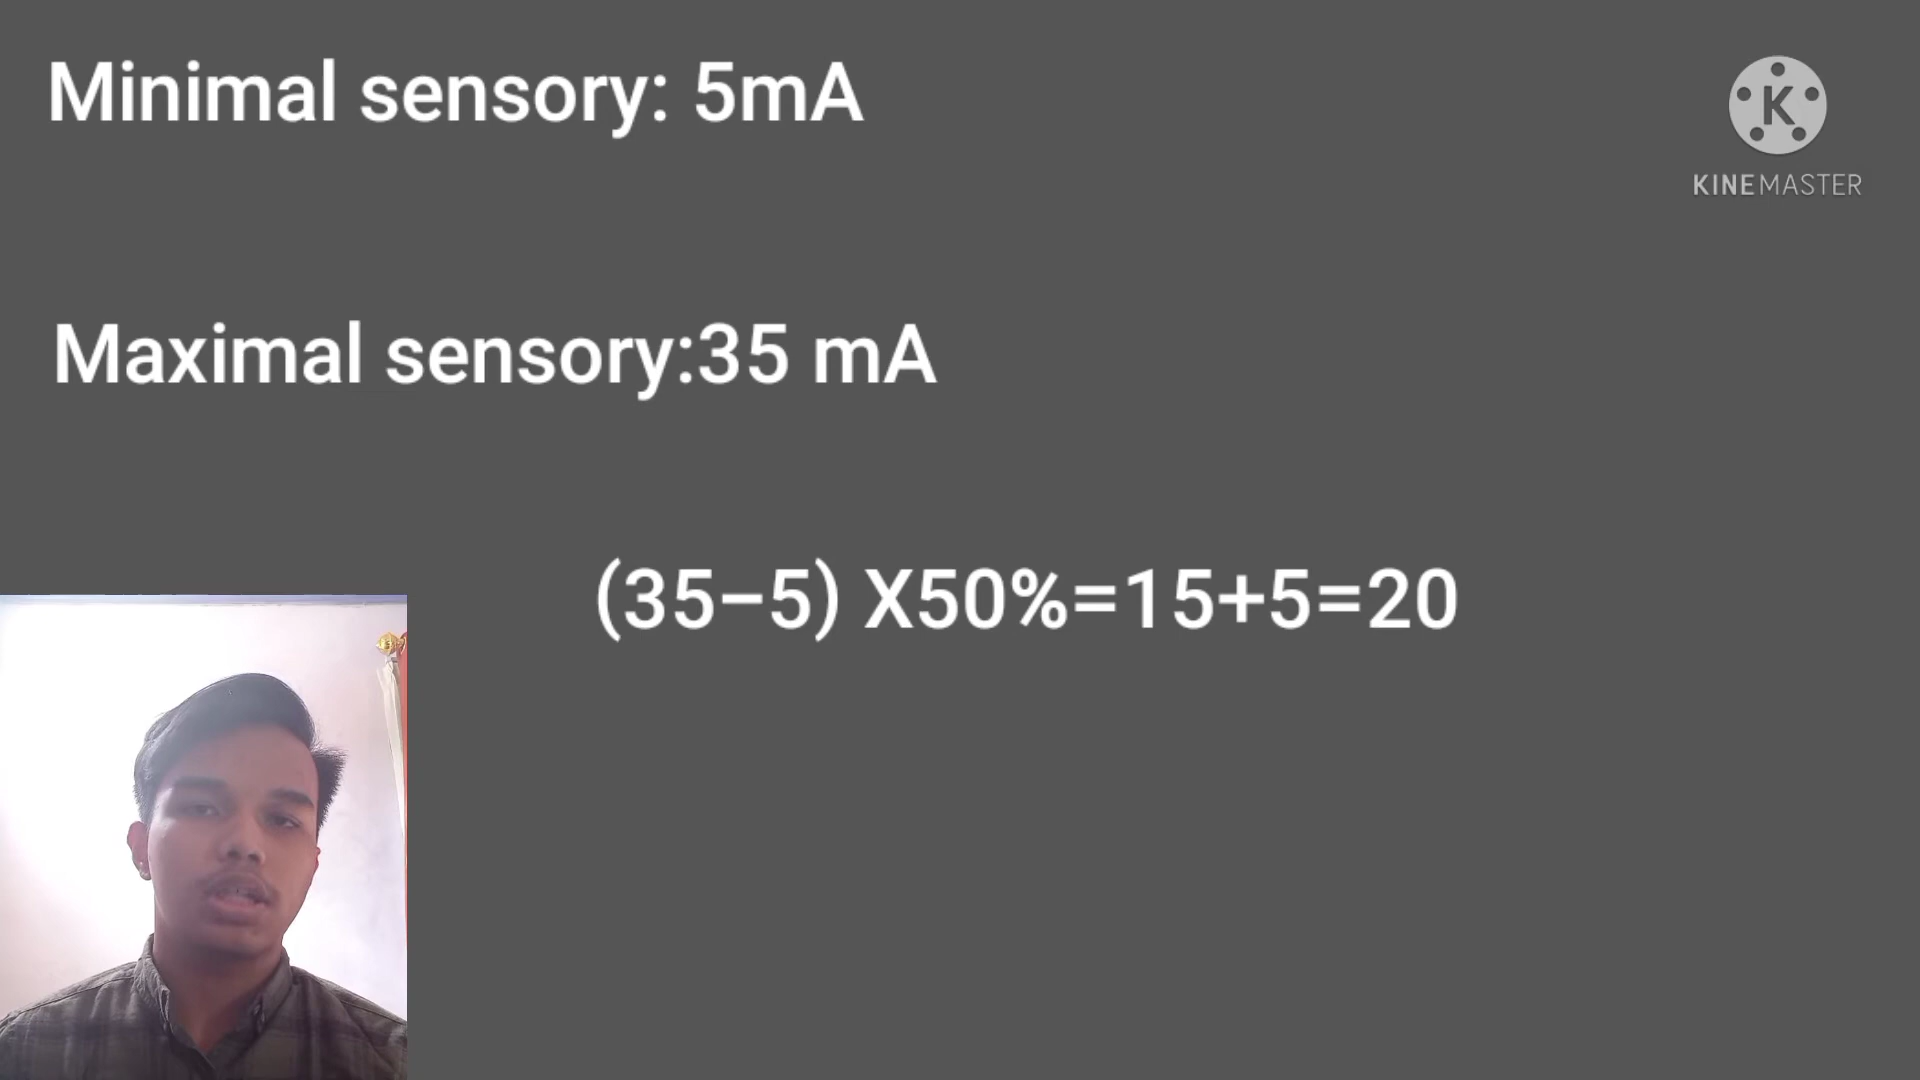 Minimal sensory: 5mA
K
KINEMASTER
Maximal sensory:35 mA
(35–5) X50%=15+5=20